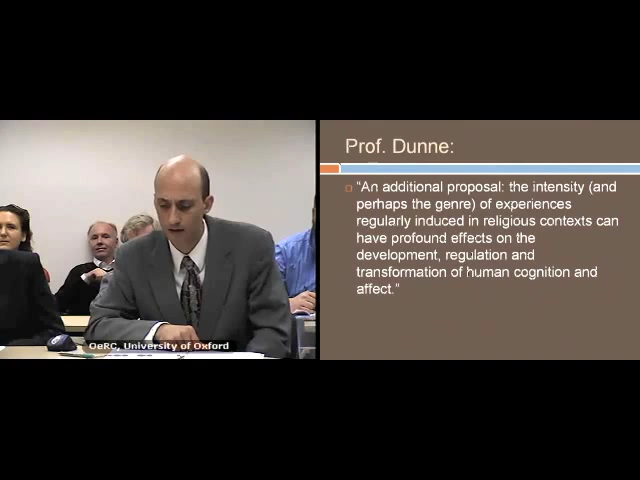 Prof. Dunne:
“An additional proposal: the intensity (and
perhaps the genre) of experiences
regularly induced in religious contexts can
have profound effects on the
development, regulation and
transformation of human cognition and
affect.”
OeRC, University of Oxford